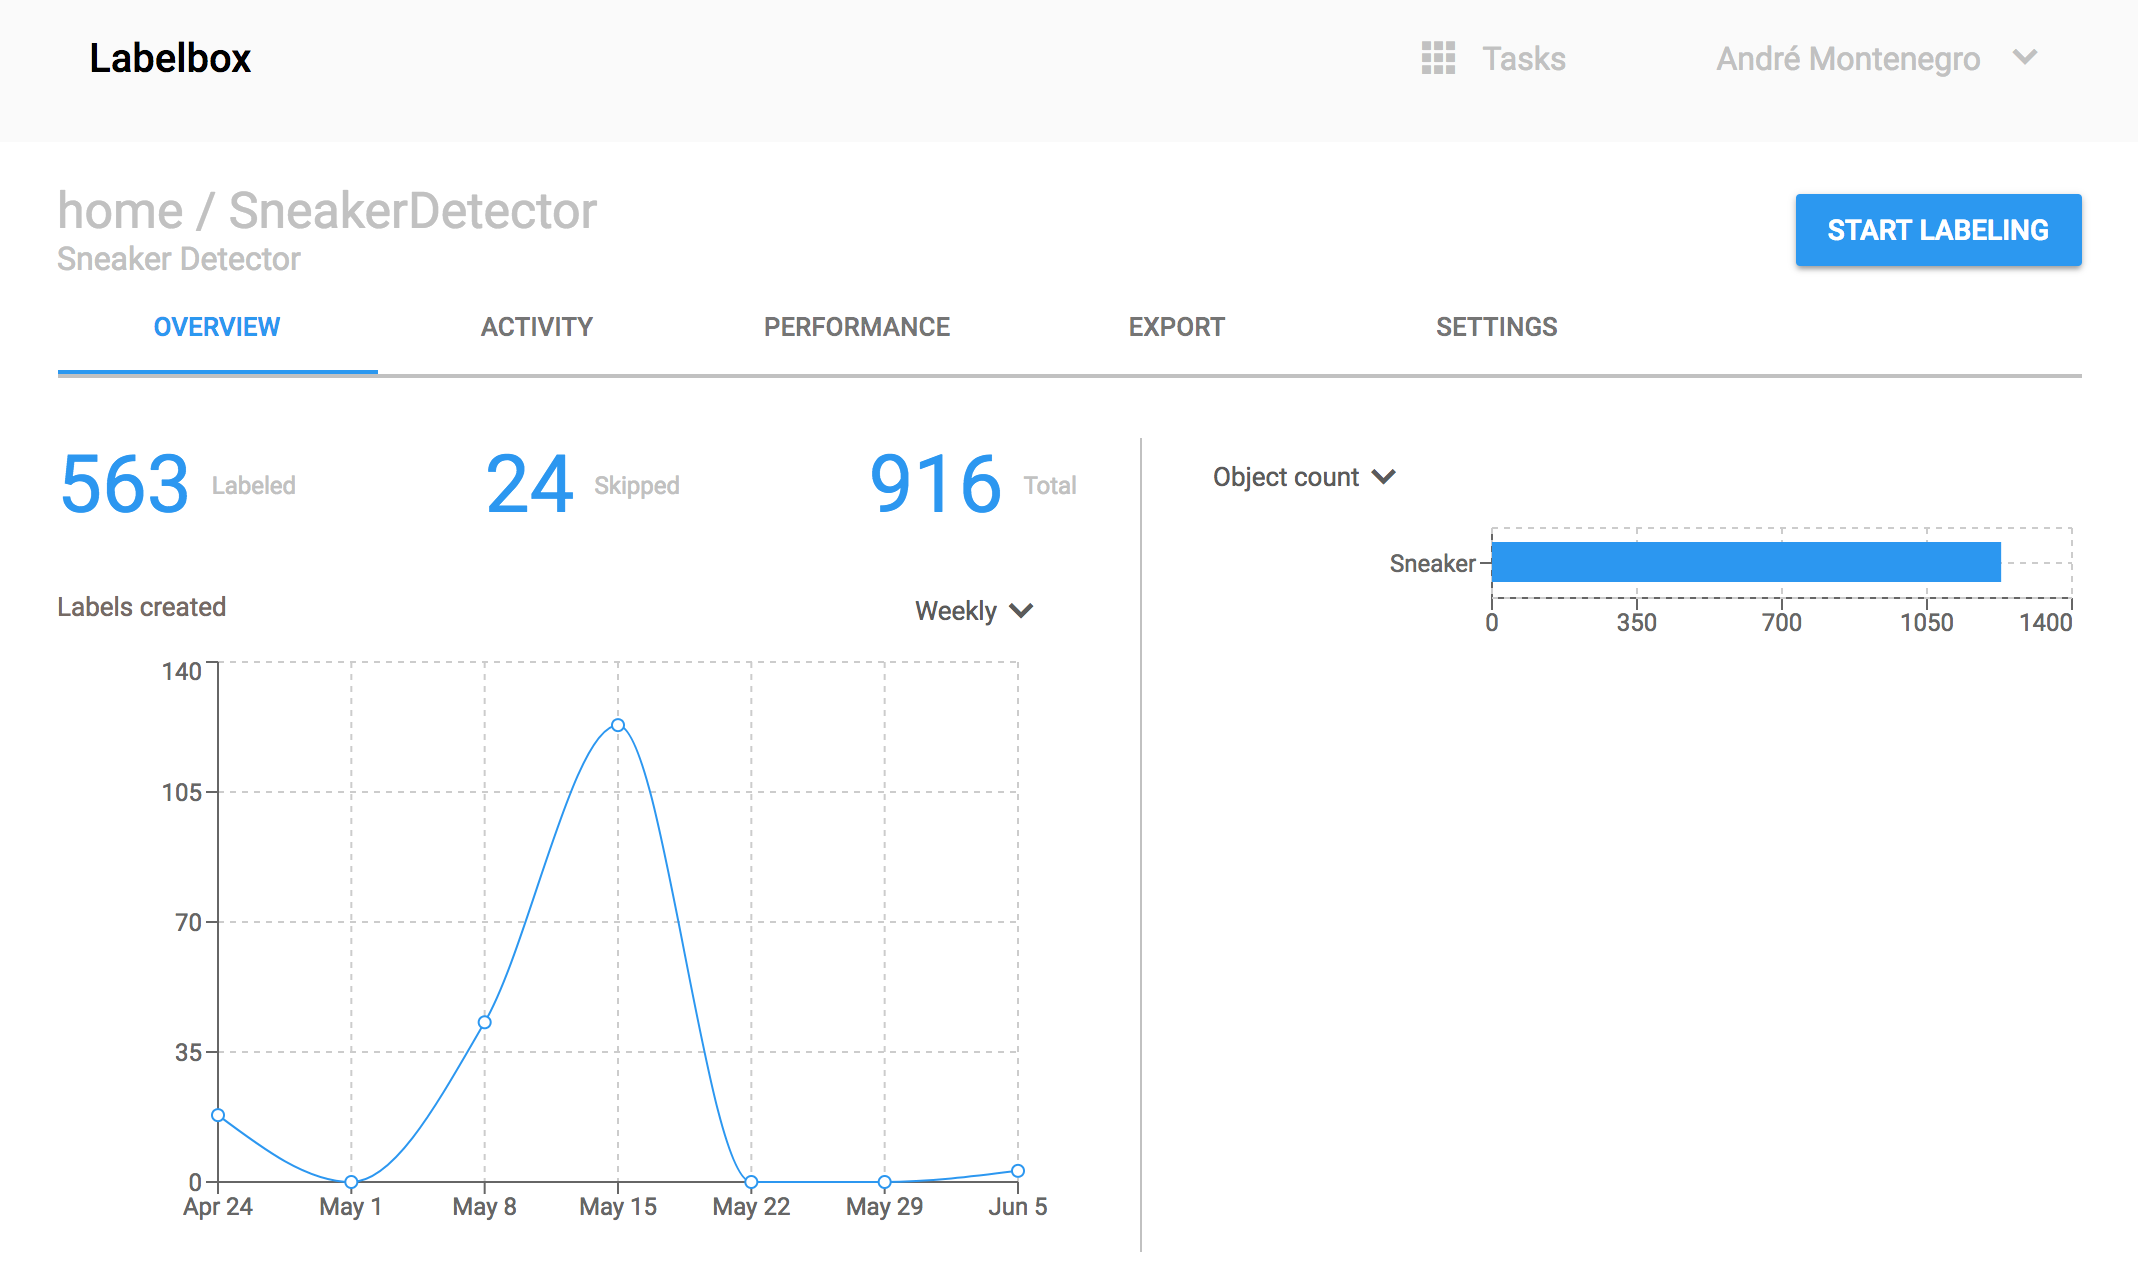 Labelbox
Tasks
André Montenegro
home / SneakerDetector
Sneaker Detector
START LABELING
OVERVIEW
ACTIVITY
PERFORMANCE
EXPORT
SETTINGS
563 Labeled
24 Skipped
916 Total
Labels created
Weekly
140
105
70
35
0
Apr 24
May 1
May 8
May 15
May 22
May 29
Jun 5
Object count
Sneaker
0
350
700
1050
1400